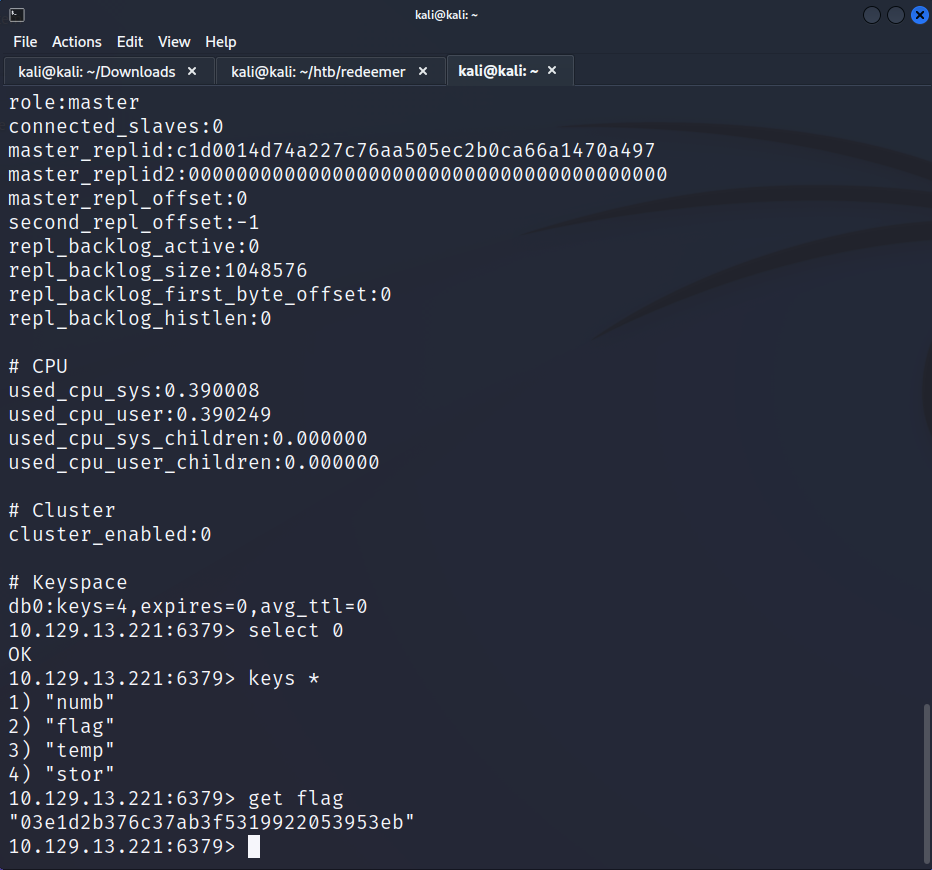 kali@kali: ~
File Actions Edit View Help
kali@kali: ~/Downloads × kali@kali: ~/htb/redeemer × kali@kali: ~ ×
role:master
connected_slaves:0
master_replid:c1d0014d74a227c76aa505ec2b0ca66a1470a497
master_replid2:0000000000000000000000000000000000000000
master_repl_offset:0
second_repl_offset:-1
repl_backlog_active:0
repl_backlog_size:1048576
repl_backlog_first_byte_offset:0
repl_backlog_histlen:0
# CPU
used_cpu_sys:0.390008
used_cpu_user:0.390249
used_cpu_sys_children:0.000000
used_cpu_user_children:0.000000
# Cluster
cluster_enabled:0
# Keyspace
db0:keys=4,expires=0,avg_ttl=0
10.129.13.221:6379> select 0
OK
10.129.13.221:6379> keys *
1) "numb"
2) "flag"
3) "temp"
4) "stor"
10.129.13.221:6379> get flag
"03e1d2b376c37ab3f5319922053953eb"
10.129.13.221:6379>